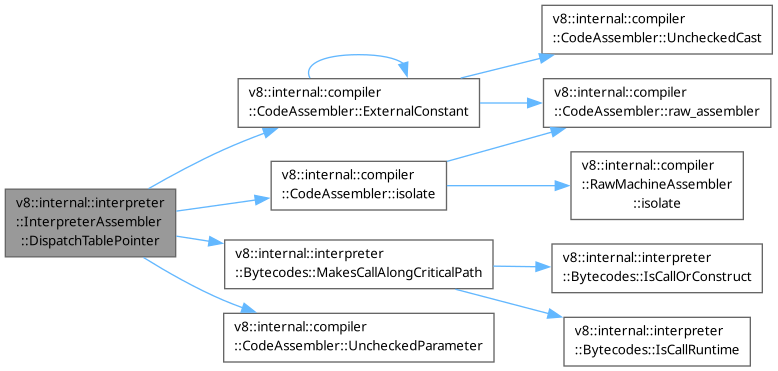 v8::internal::interpreter
::InterpreterAssembler
::DispatchTablePointer
v8::internal::compiler
::CodeAssembler::ExternalConstant
v8::internal::compiler
::CodeAssembler::isolate
v8::internal::interpreter
::Bytecodes::MakesCallAlongCriticalPath
v8::internal::compiler
::CodeAssembler::UncheckedParameter
v8::internal::compiler
::CodeAssembler::UncheckedCast
v8::internal::compiler
::CodeAssembler::raw_assembler
v8::internal::compiler
::RawMachineAssembler
::isolate
v8::internal::interpreter
::Bytecodes::IsCallOrConstruct
v8::internal::interpreter
::Bytecodes::IsCallRuntime